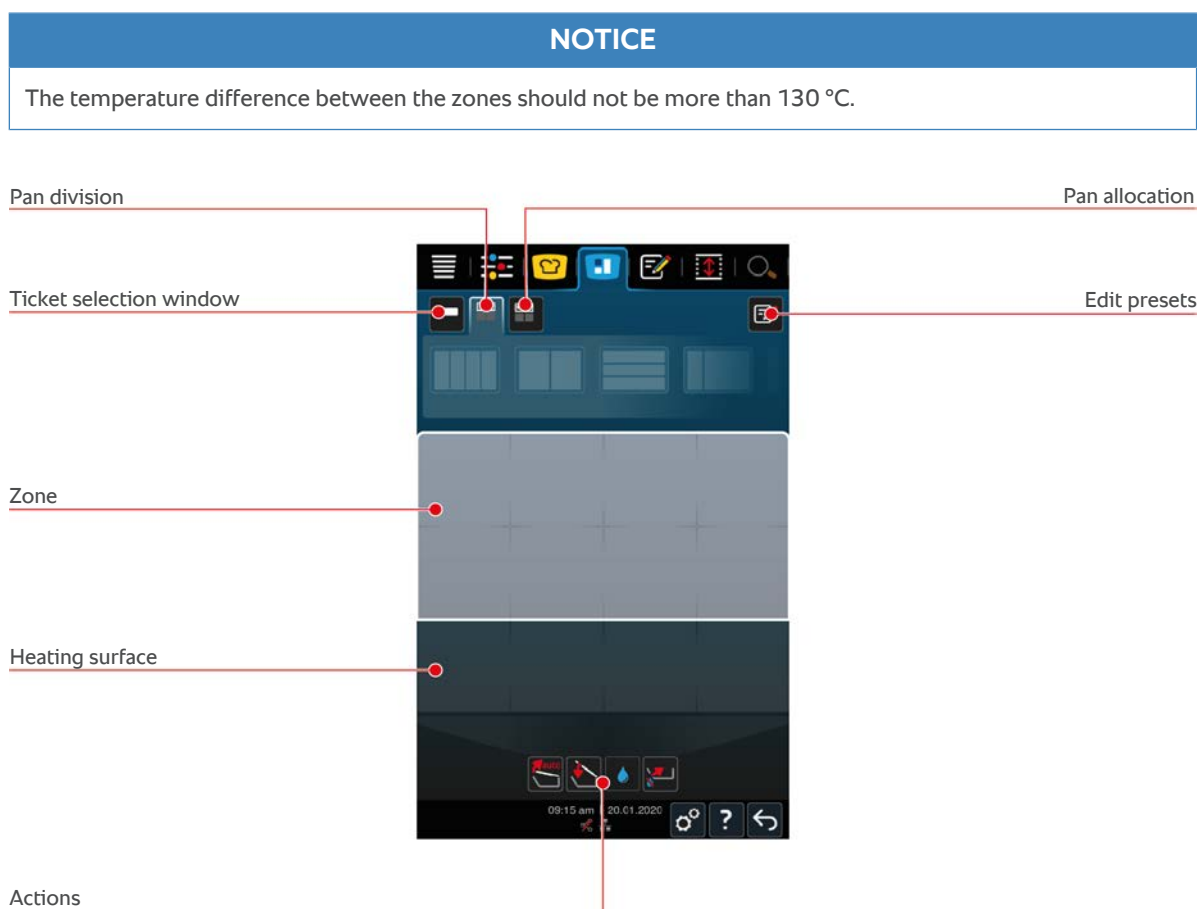 NOTICE
The temperature difference between the zones should not be more than 130 °C.
Pan division
Pan allocation
Ticket selection window
Edit presets
Zone
Heating surface
auto
09:15 am
20.01.2020
?
Actions